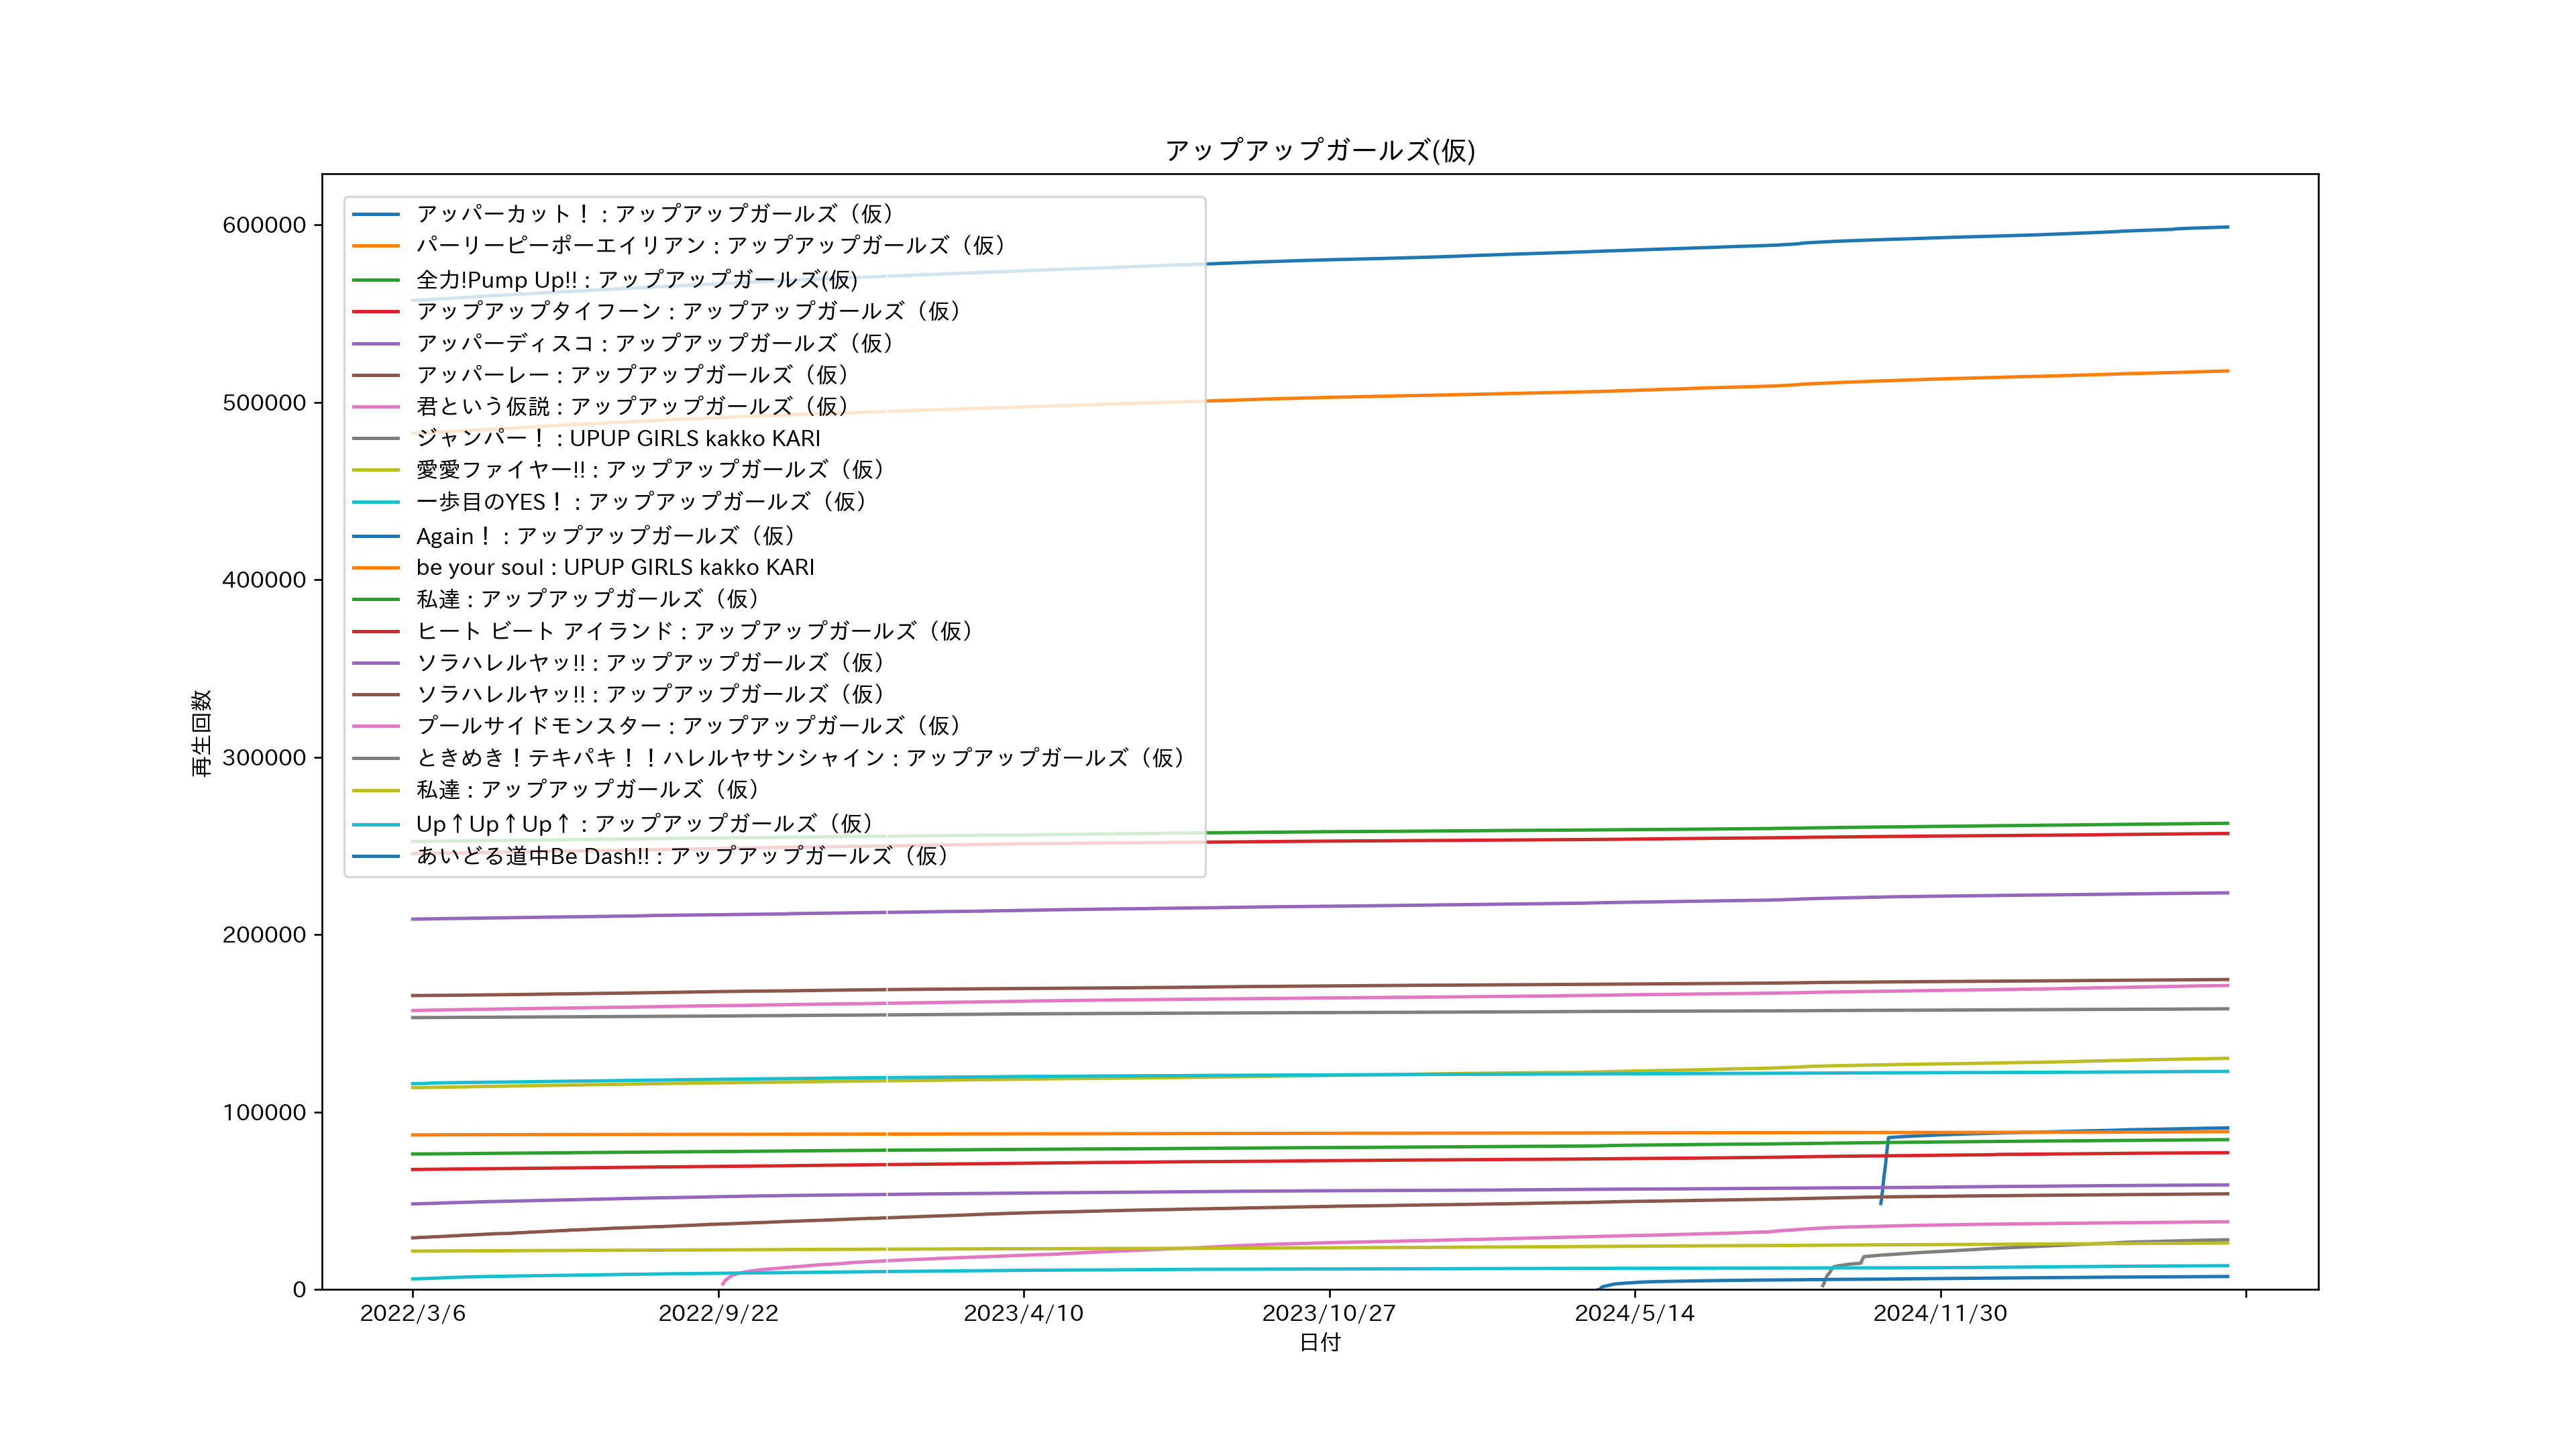 アップアップガールズ(仮)
アッパーカット！ : アップアップガールズ（仮）
パーリーピーポーエイリアン : アップアップガールズ（仮）
全力!Pump Up!! : アップアップガールズ(仮)
アップアップタイフーン : アップアップガールズ（仮）
アッパーディスコ : アップアップガールズ（仮）
アッパーレー : アップアップガールズ（仮）
君という仮説 : アップアップガールズ（仮）
ジャンパー！ : UPUP GIRLS kakko KARI
愛愛ファイヤー!! : アップアップガールズ（仮）
一歩目のYES！ : アップアップガールズ（仮）
Again！ : アップアップガールズ（仮）
be your soul : UPUP GIRLS kakko KARI
私達 : アップアップガールズ（仮）
ヒート ビート アイランド : アップアップガールズ（仮）
ソラハレルヤッ!! : アップアップガールズ（仮）
ソラハレルヤッ!! : アップアップガールズ（仮）
プールサイドモンスター : アップアップガールズ（仮）
ときめき！テキパキ！！ハレルヤサンシャイン : アップアップガールズ（仮）
私達 : アップアップガールズ（仮）
Up↑Up↑Up↑ : アップアップガールズ（仮）
あいどる道中Be Dash!! : アップアップガールズ（仮）
再生回数
600000
500000
400000
300000
200000
100000
0
2022/3/6 2022/9/22 2023/4/10 2023/10/27 2024/5/14 2024/11/30
日付